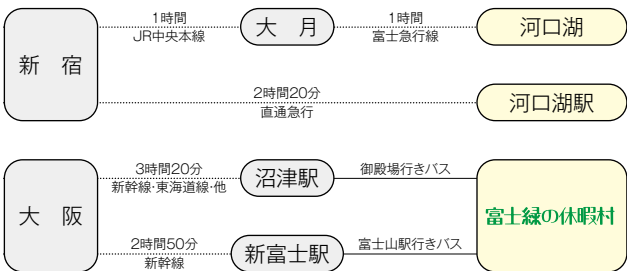 新宿
1時間
JR中央本線
大月
1時間
富士急行線
河口湖
2時間20分
直通急行
河口湖駅
大阪
3時間20分
新幹線・東海道線・他
沼津駅
御殿場行きバス
2時間50分
新幹線
新富士駅
富士山駅行きバス
富士緑の休暇村